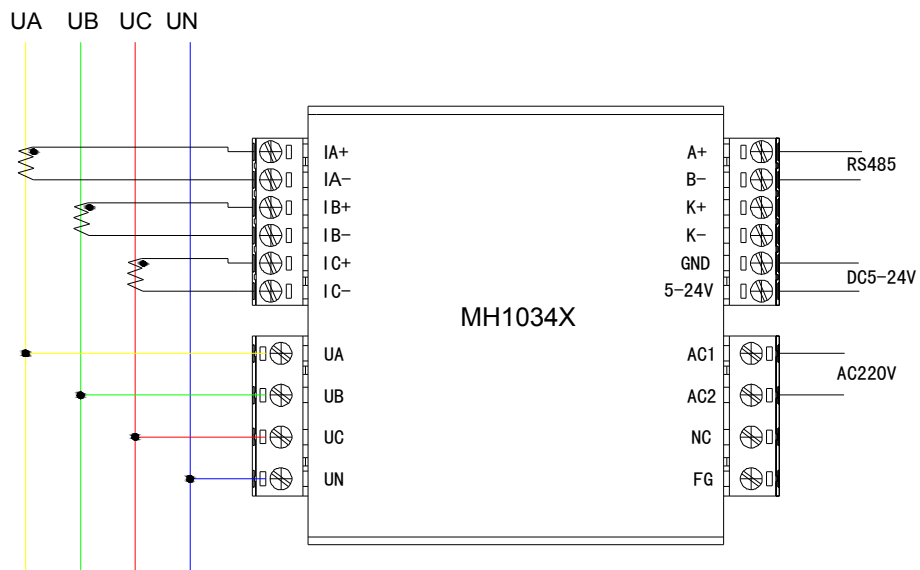 UA UB UC UN
IA+
IA-
IB+
IB-
IC+
IC-
UA
UB
UC
UN
MH1034X
A+
B-
K+
K-
GND
5-24V
AC1
AC2
NC
FG
RS485
DC5-24V
AC220V